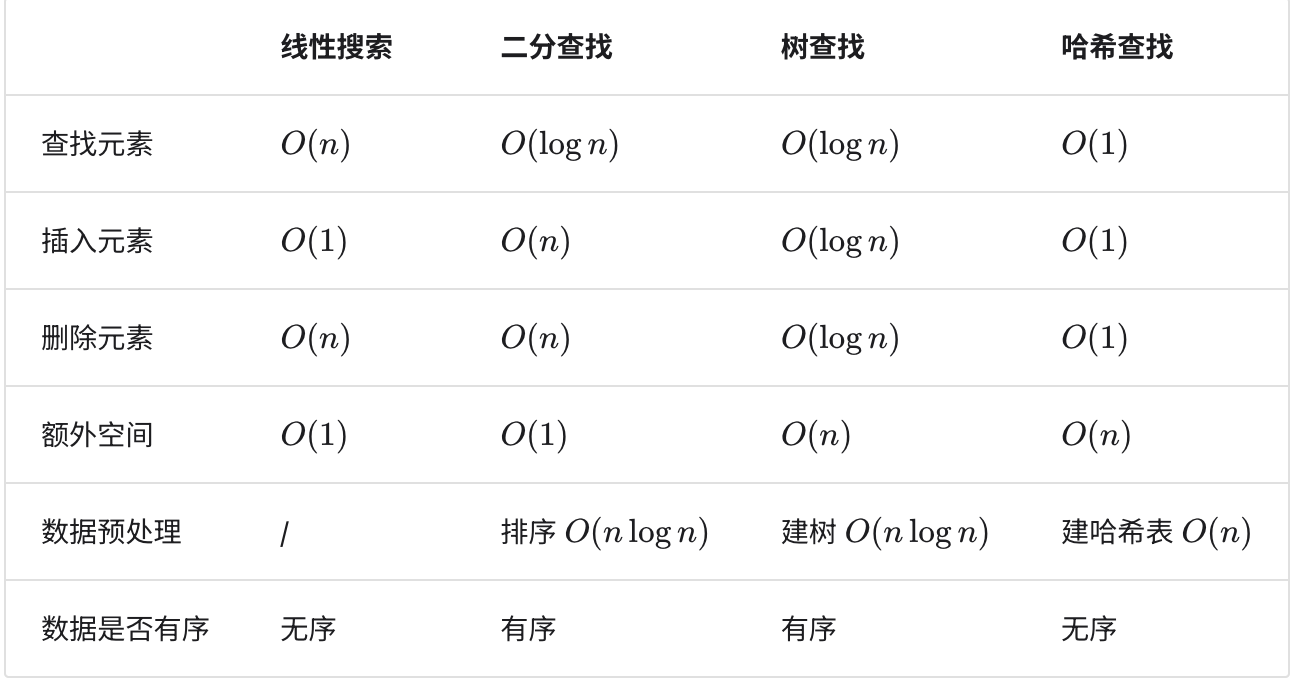 线性搜索 二分查找 树查找 哈希查找
查找元素 O(n) O(log n) O(log n) O(1)
插入元素 O(1) O(n) O(log n) O(1)
删除元素 O(n) O(n) O(log n) O(1)
额外空间 O(1) O(1) O(n) O(n)
数据预处理 / 排序 O(n log n) 建树 O(n log n) 建哈希表 O(n)
数据是否有序 无序 有序 有序 无序